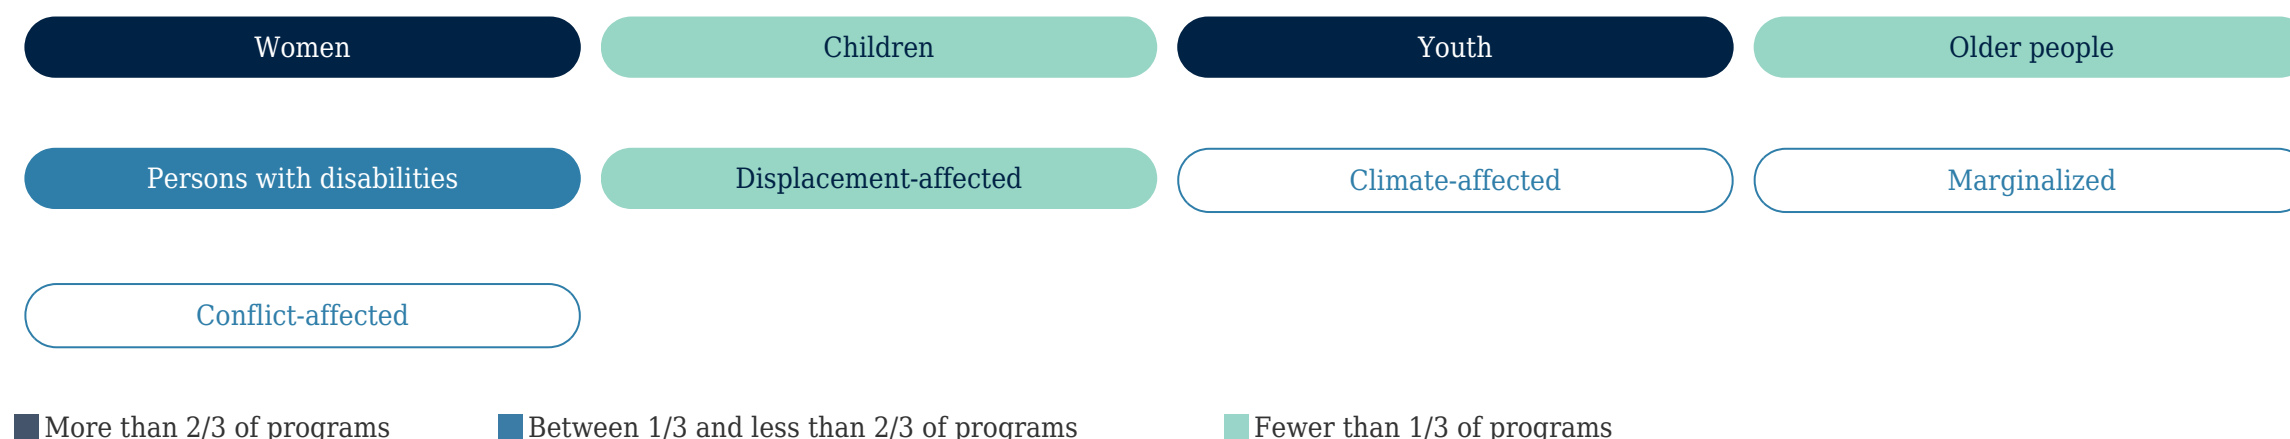 Women
Children
Youth
Older people
Persons with disabilities
Displacement-affected
Climate-affected
Marginalized
Conflict-affected
More than 2/3 of programs
Between 1/3 and less than 2/3 of programs
Fewer than 1/3 of programs